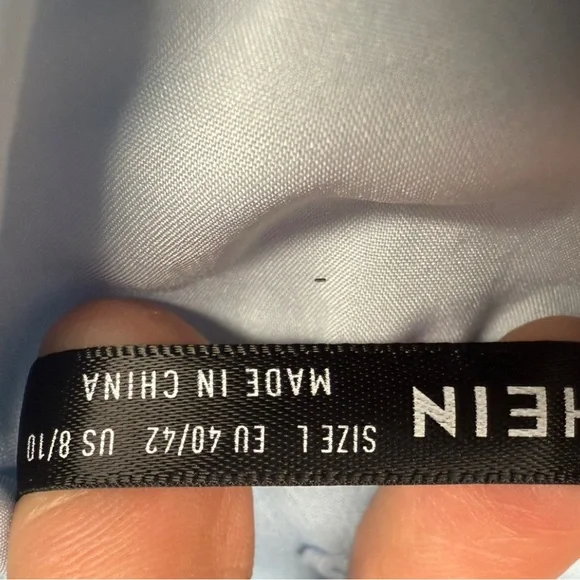 HEIN
SIZE L EU 40/42 US 8/10
MADE IN CHINA